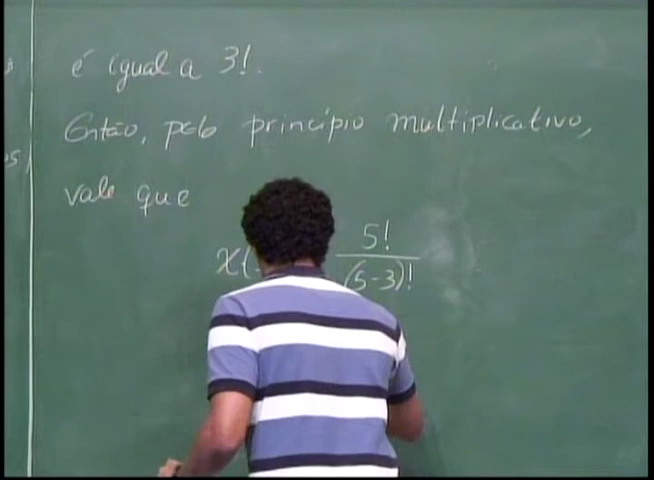 é igual a 3!.
Então, pelo princípio multiplicativo,
vale que
x(
5!
(5-3)!